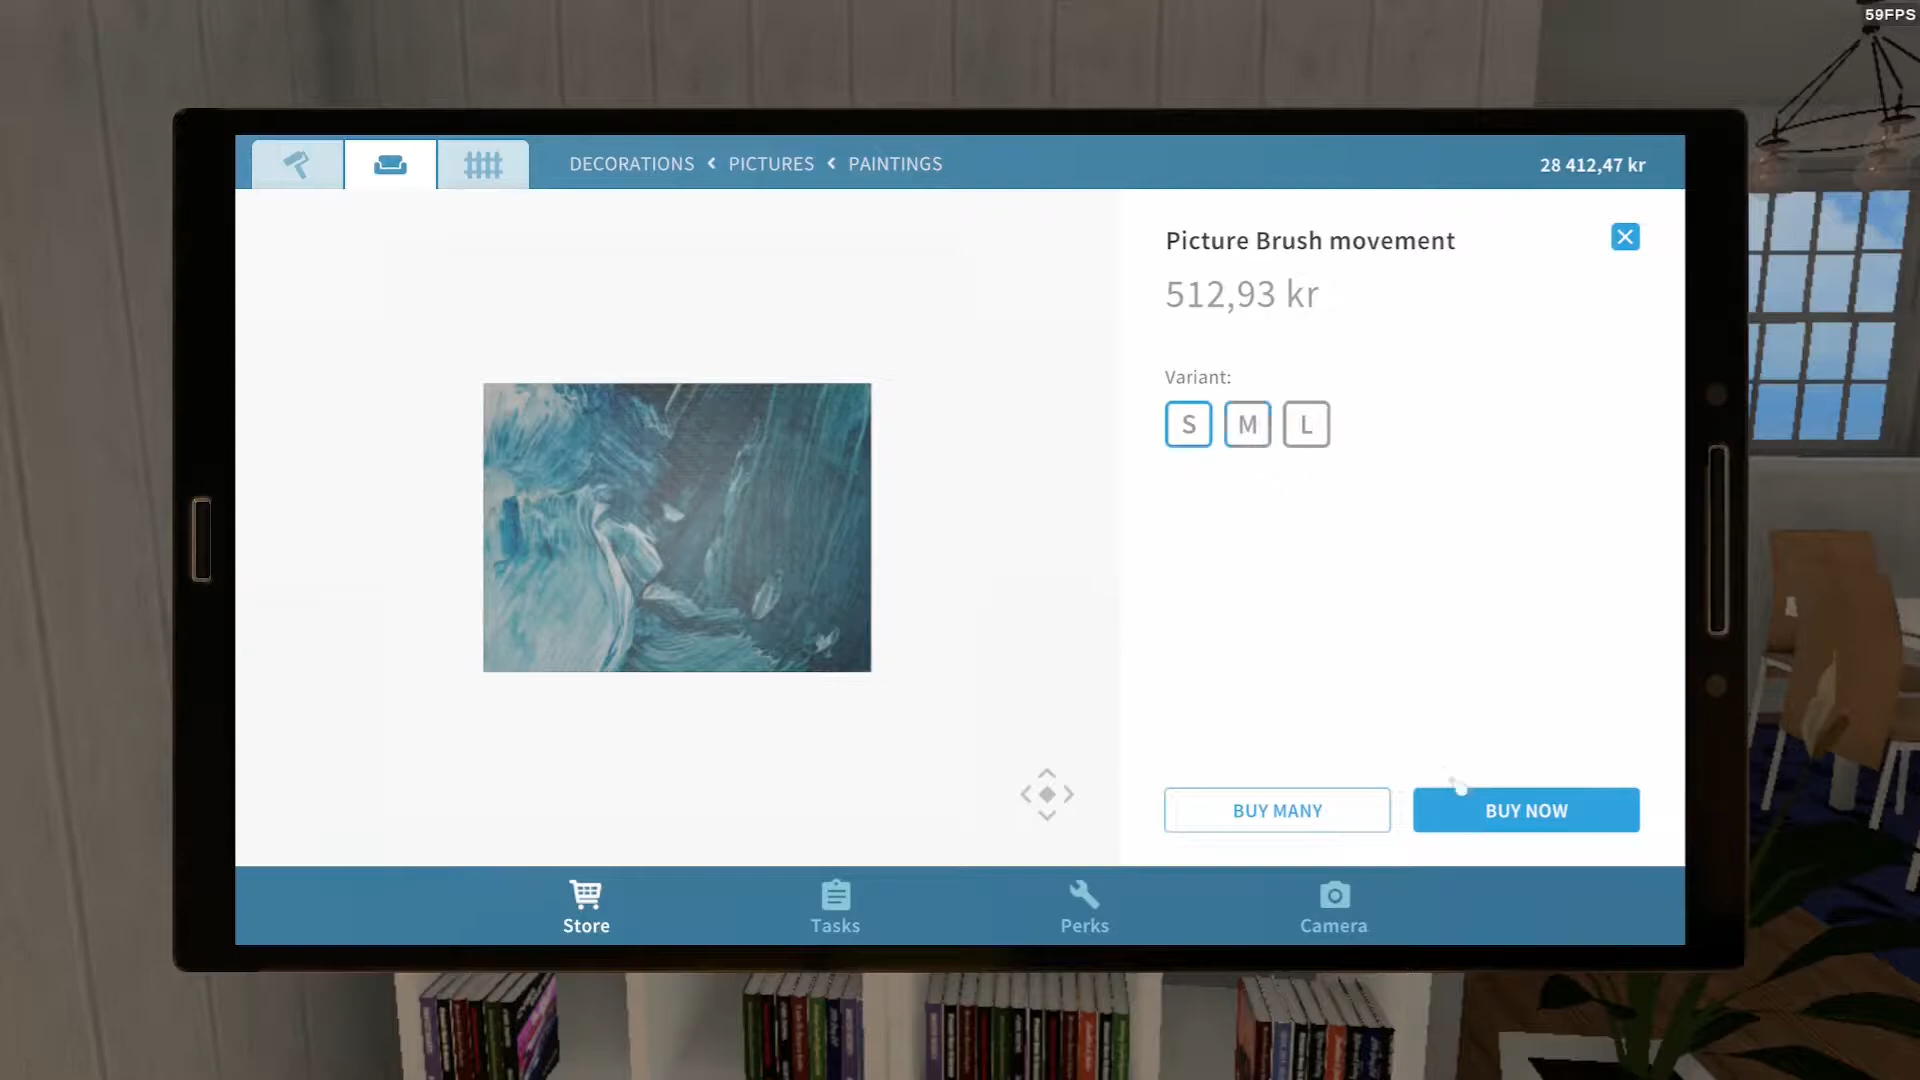 59FPS
DECORATIONS < PICTURES < PAINTINGS
28 412,47 kr
Picture Brush movement
512,93 kr
Variant:
S M L
BUY MANY
BUY NOW
Store
Tasks
Perks
Camera